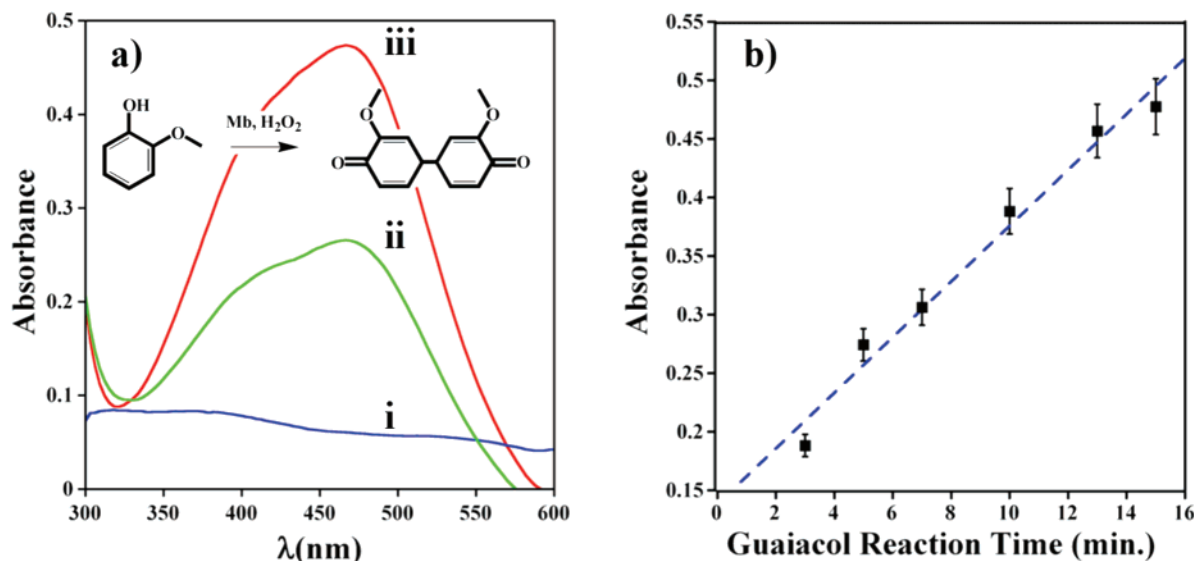 a)
iii
ii
i
OH
O
Mb, H₂O₂
O
O
O
O
Absorbance
0.5
0.4
0.3
0.2
0.1
0
300 350 400 450 500 550 600
λ(nm)
b)
Absorbance
0.55
0.5
0.45
0.4
0.35
0.3
0.25
0.2
0.15
0 2 4 6 8 10 12 14 16
Guaiacol Reaction Time (min.)